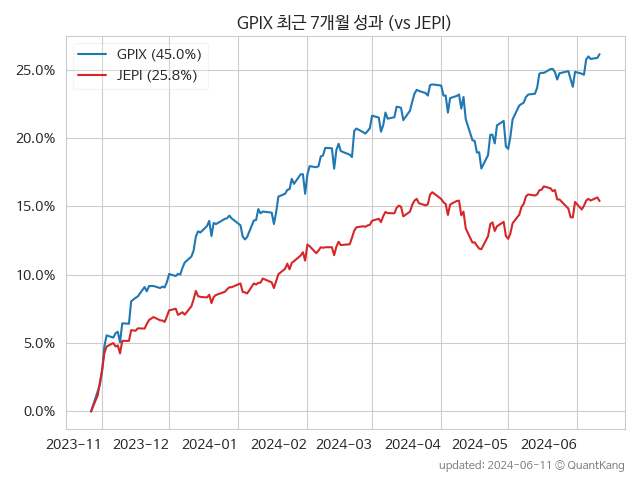 GPIX 최근 7개월 성과 (vs JEPI)
GPIX (45.0%)
JEPI (25.8%)
25.0%
20.0%
15.0%
10.0%
5.0%
0.0%
2023-11 2023-12 2024-01 2024-02 2024-03 2024-04 2024-05 2024-06
updated: 2024-06-11 © QuantKang